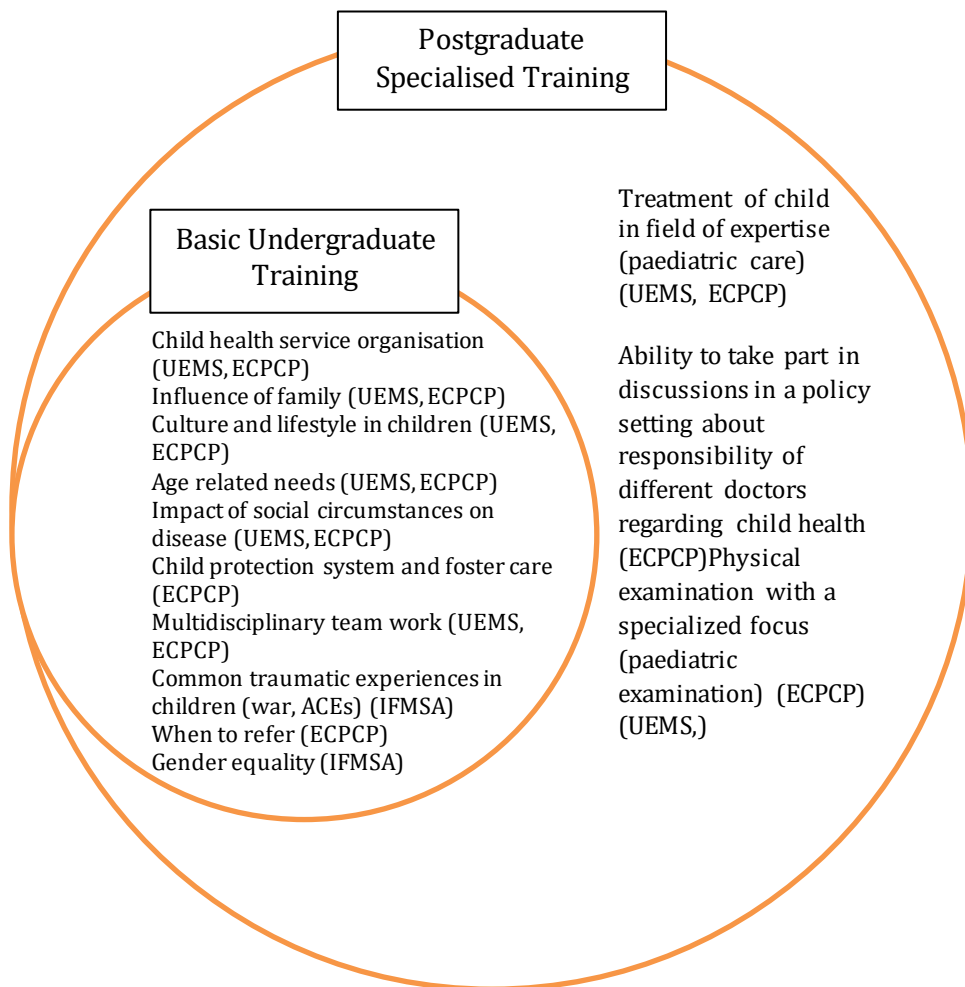 Postgraduate
Specialised Training
Basic Undergraduate
Training
Child health service organisation
(UEMS, ECPCP)
Influence of family (UEMS, ECPCP)
Culture and lifestyle in children (UEMS,
ECPCP)
Age related needs (UEMS, ECPCP)
Impact of social circumstances on
disease (UEMS, ECPCP)
Child protection system and foster care
(ECPCP)
Multidisciplinary team work (UEMS,
ECPCP)
Common traumatic experiences in
children (war, ACEs) (IFMSA)
When to refer (ECPCP)
Gender equality (IFMSA)
Treatment of child
in field of expertise
(paediatric care)
(UEMS, ECPCP)
Ability to take part in
discussions in a policy
setting about
responsibility of
different doctors
regarding child health
(ECPCP)Physical
examination with a
specialized focus
(paediatric
examination) (ECPCP)
(UEMS,)